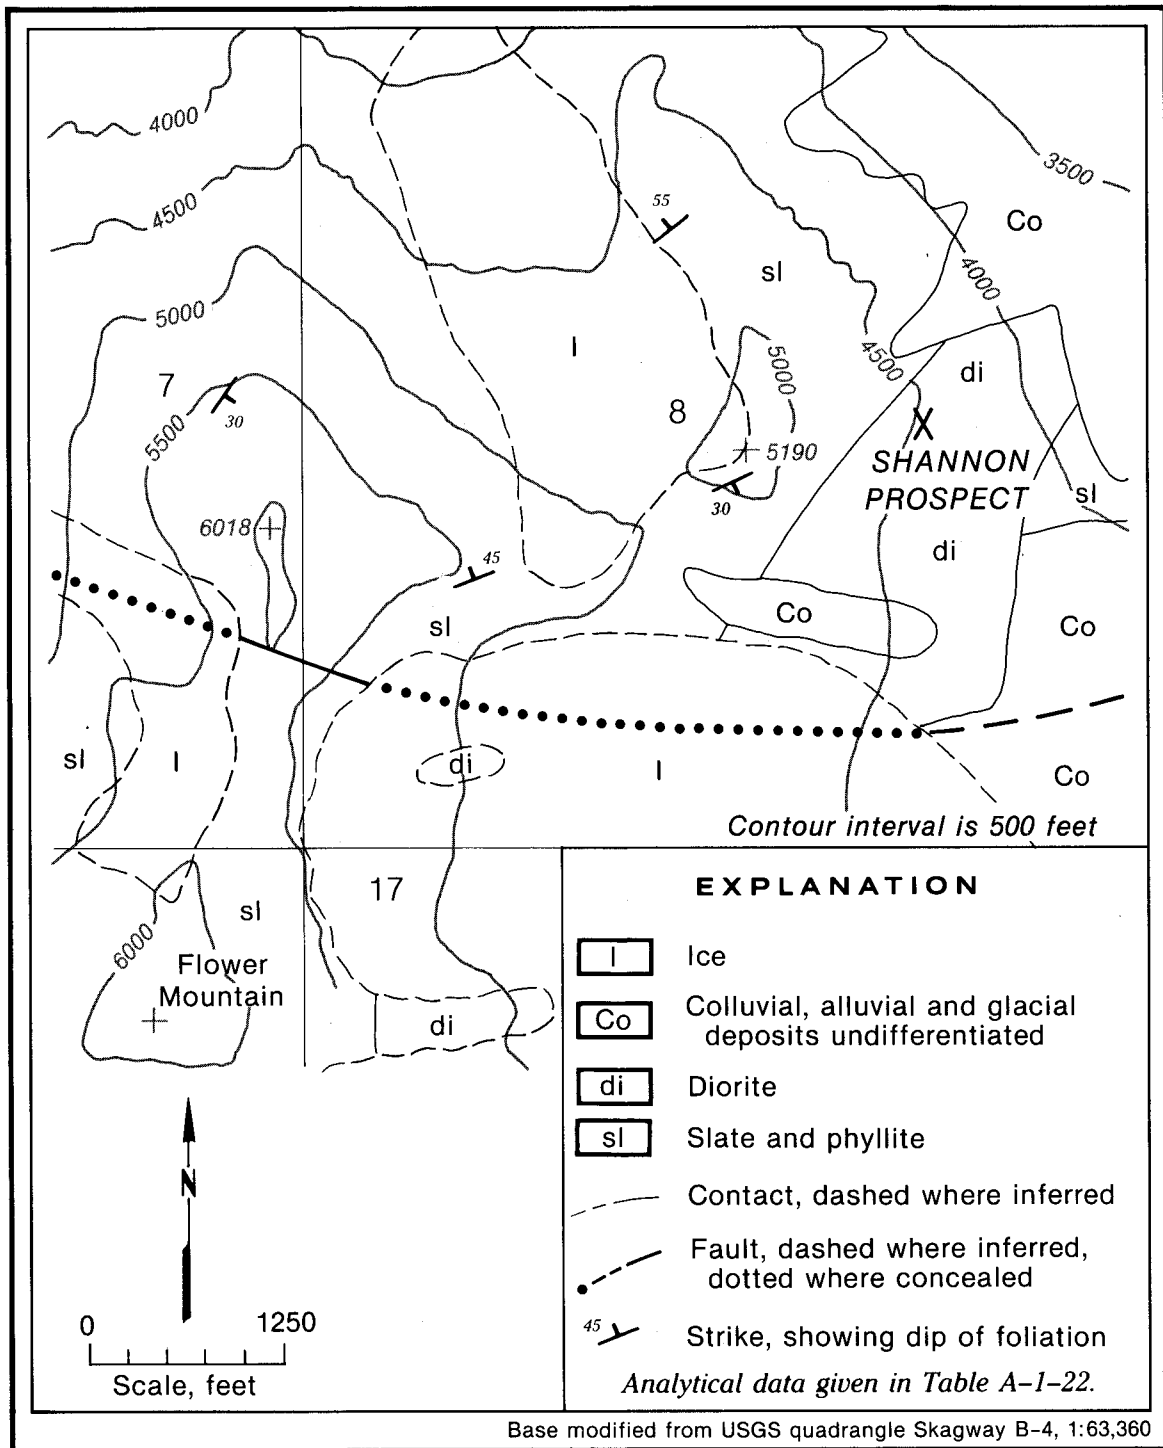 4000
3500
4500
55
Co
sl
4000
5000
I
4500
5000
di
7
8
30
5500
5190
SHANNON
PROSPECT
sl
6018
30
di
45
sl
Co
Co
sl
I
di
I
Co
Contour interval is 500 feet
17
sl
6000
Flower
Mountain
di
EXPLANATION
I Ice
Co Colluvial, alluvial and glacial
deposits undifferentiated
di Diorite
sl Slate and phyllite
Contact, dashed where inferred
Fault, dashed where inferred,
dotted where concealed
45 Strike, showing dip of foliation
Analytical data given in Table A-1-22.
N
0 1250
Scale, feet
Base modified from USGS quadrangle Skagway B-4, 1:63,360